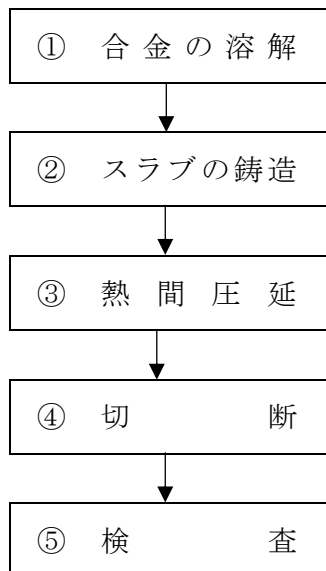 ① 合金の溶解
② スラブの鋳造
③ 熱間圧延
④ 切断
⑤ 検査